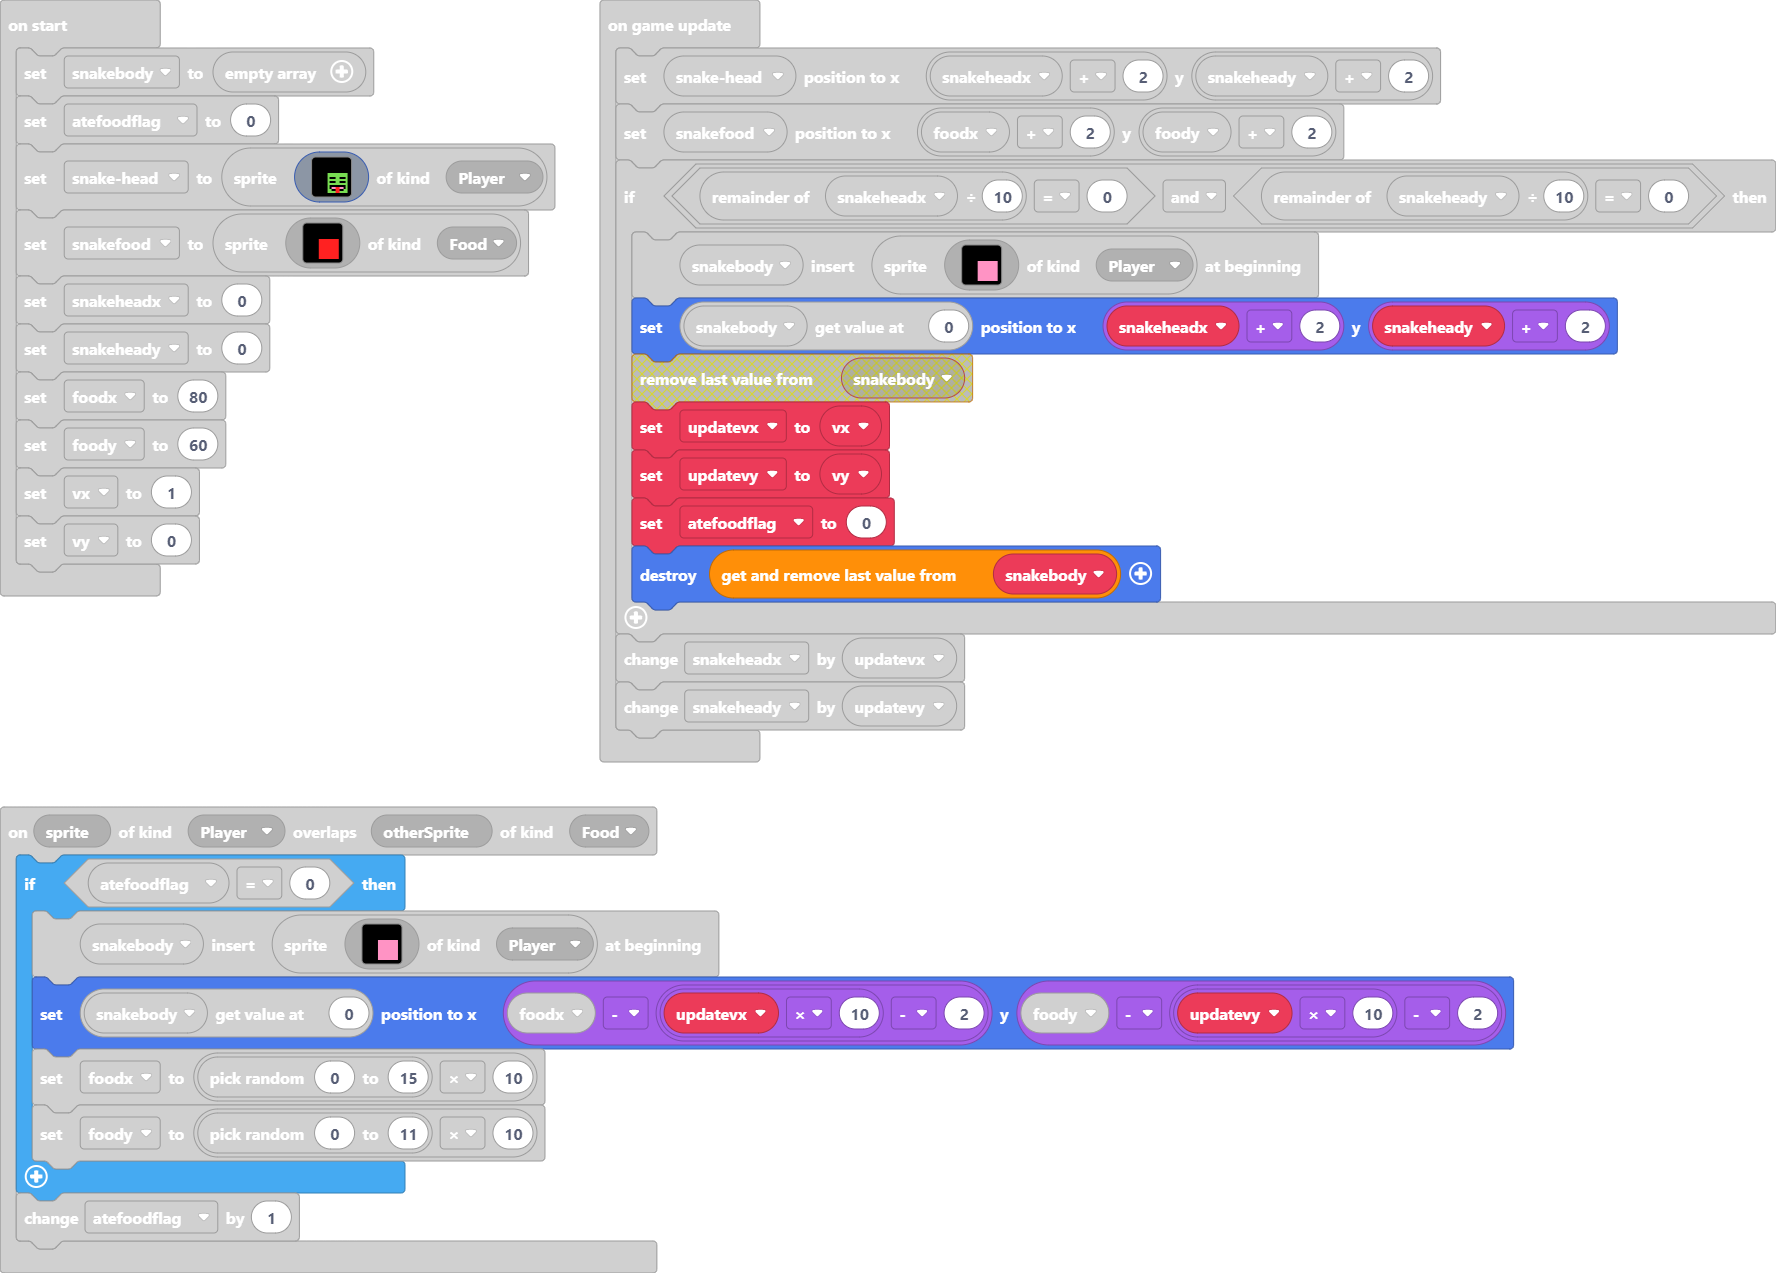 on start
set snakebody to empty array
set atefoodflag to 0
set snake-head to sprite of kind Player
set snakefood to sprite of kind Food
set snakeheadx to 0
set snakeheady to 0
set foodx to 80
set foody to 60
set vx to 1
set vy to 0
on game update
set snake-head position to x snakeheadx + 2 y snakeheady + 2
set snakefood position to x foodx + 2 y foody + 2
if remainder of snakeheadx ÷ 10 = 0 and remainder of snakeheady ÷ 10 = 0 then
snakebody insert sprite of kind Player at beginning
set snakebody get value at 0 position to x snakeheadx + 2 y snakeheady + 2
remove last value from snakebody
set updatevx to vx
set updatevy to vy
set atefoodflag to 0
destroy get and remove last value from snakebody
change snakeheadx by updatevx
change snakeheady by updatevy
on sprite of kind Player overlaps otherSprite of kind Food
if atefoodflag = 0 then
snakebody insert sprite of kind Player at beginning
set snakebody get value at 0 position to x foodx - updatevx × 10 - 2 y foody - updatevy × 10 - 2
set foodx to pick random 0 to 15 × 10
set foody to pick random 0 to 11 × 10
change atefoodflag by 1